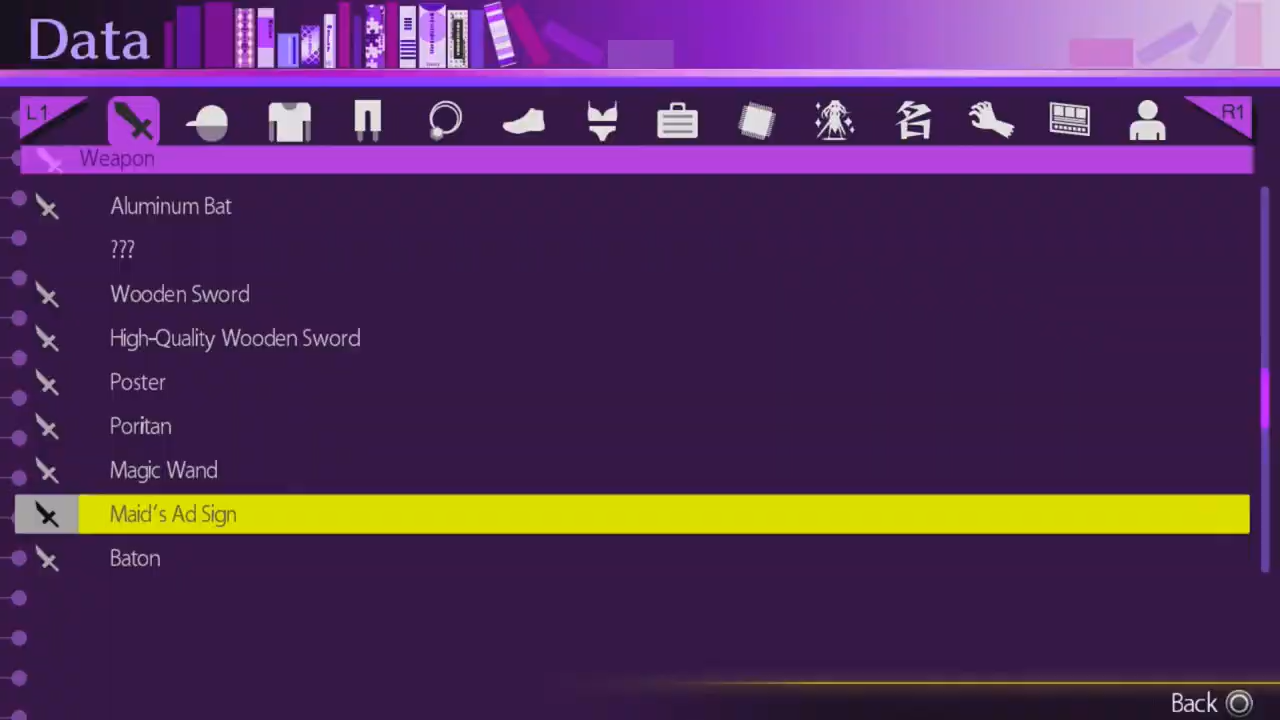 Data
L1
R1
Weapon
Aluminum Bat
???
Wooden Sword
High-Quality Wooden Sword
Poster
Poritan
Magic Wand
Maid's Ad Sign
Baton
Back